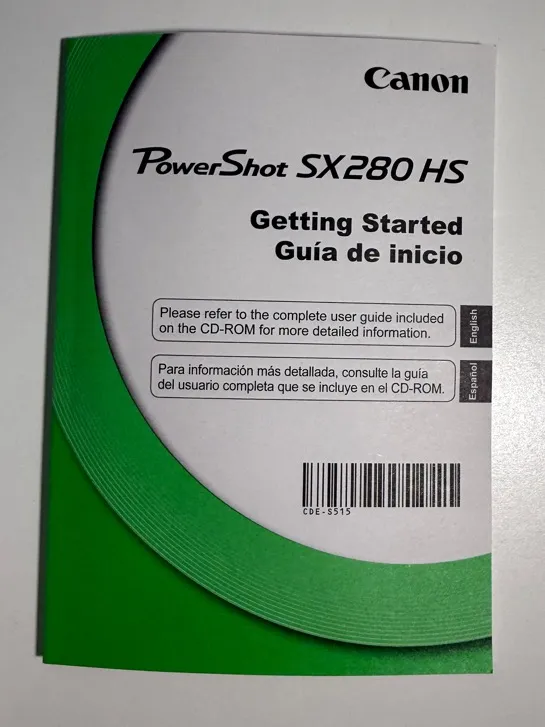 Canon
PowerShot SX280 HS
Getting Started
Guía de inicio
Please refer to the complete user guide included
on the CD-ROM for more detailed information.
English
Para información más detallada, consulte la guía
del usuario completa que se incluye en el CD-ROM.
Español
CDE-S515